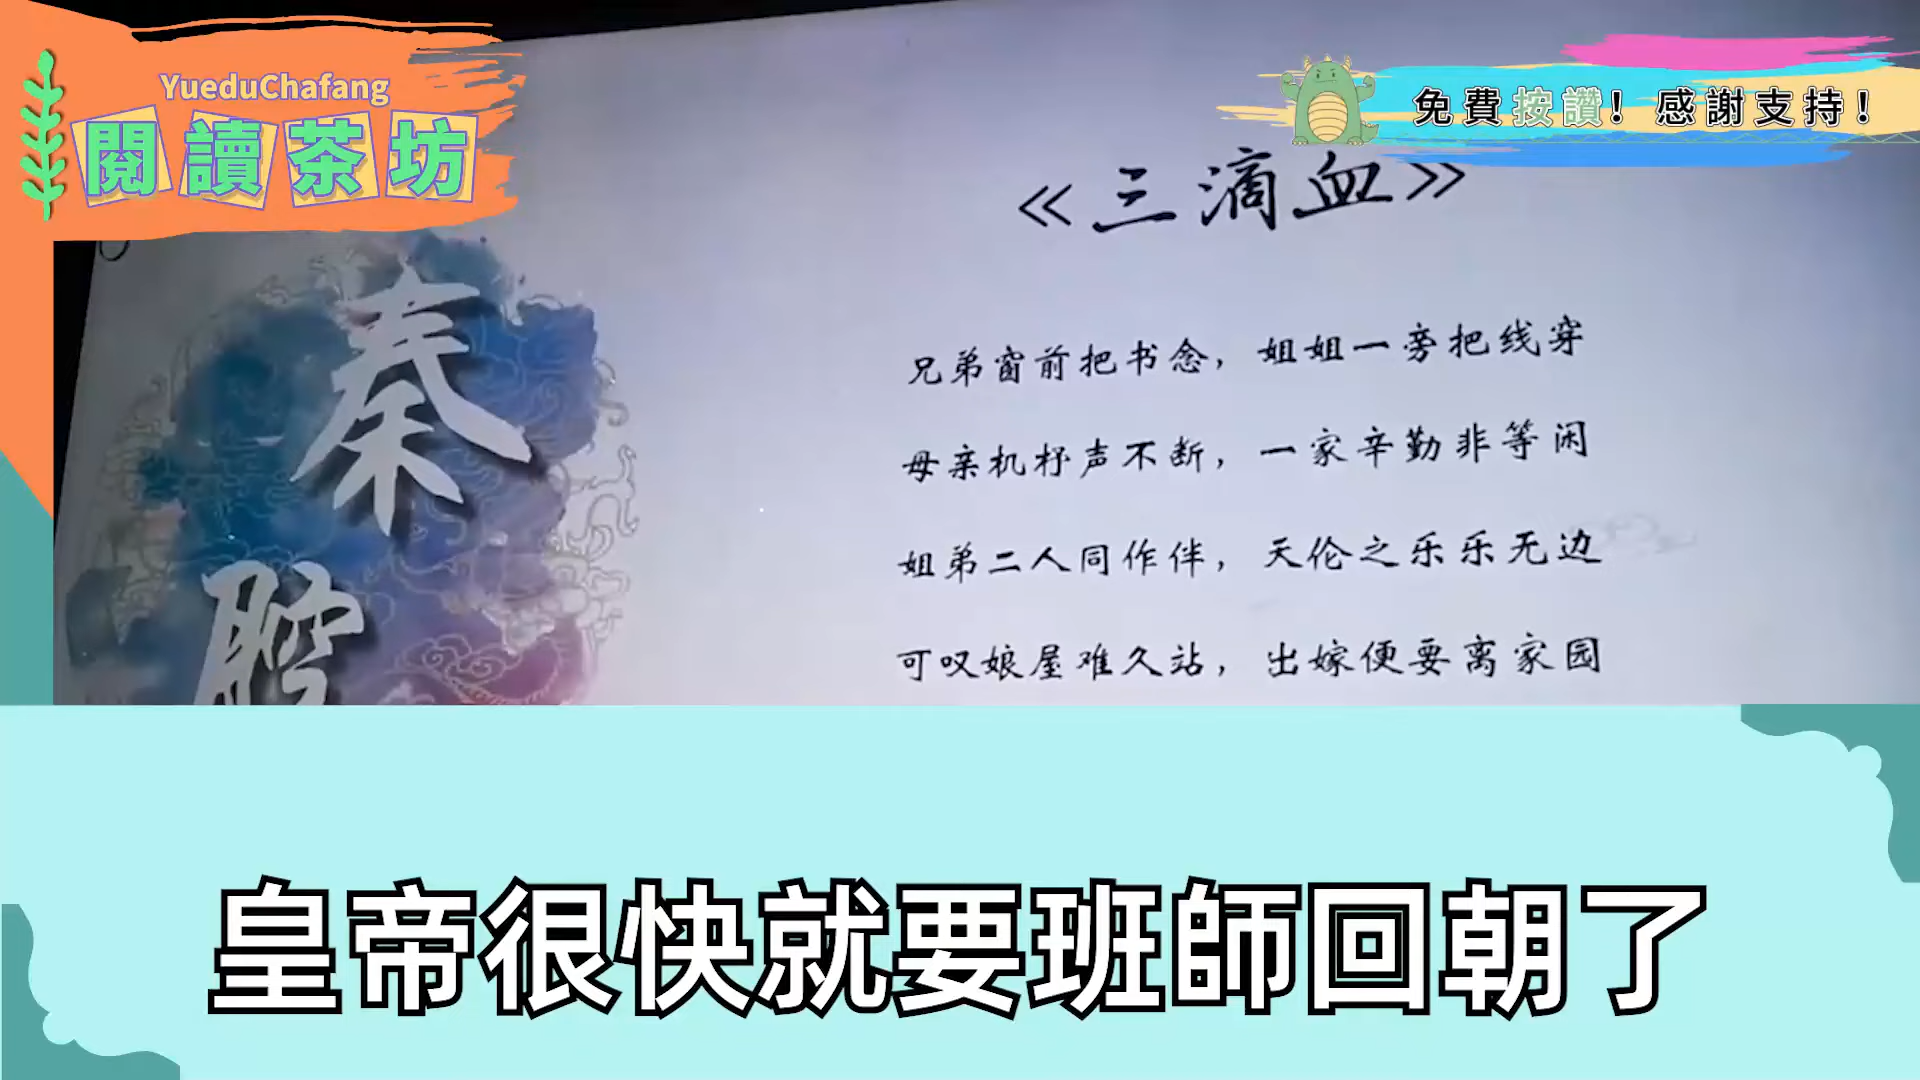 YueduChafang
閱讀茶坊
免費按讚！感謝支持！
《三滴血》
秦腔
兄弟窗前把书念，姐姐一旁把线穿
母亲机杼声不断，一家辛勤非等闲
姐弟二人同作伴，天伦之乐乐无边
可叹娘屋难久站，出嫁便要离家园
皇帝很快就要班師回朝了